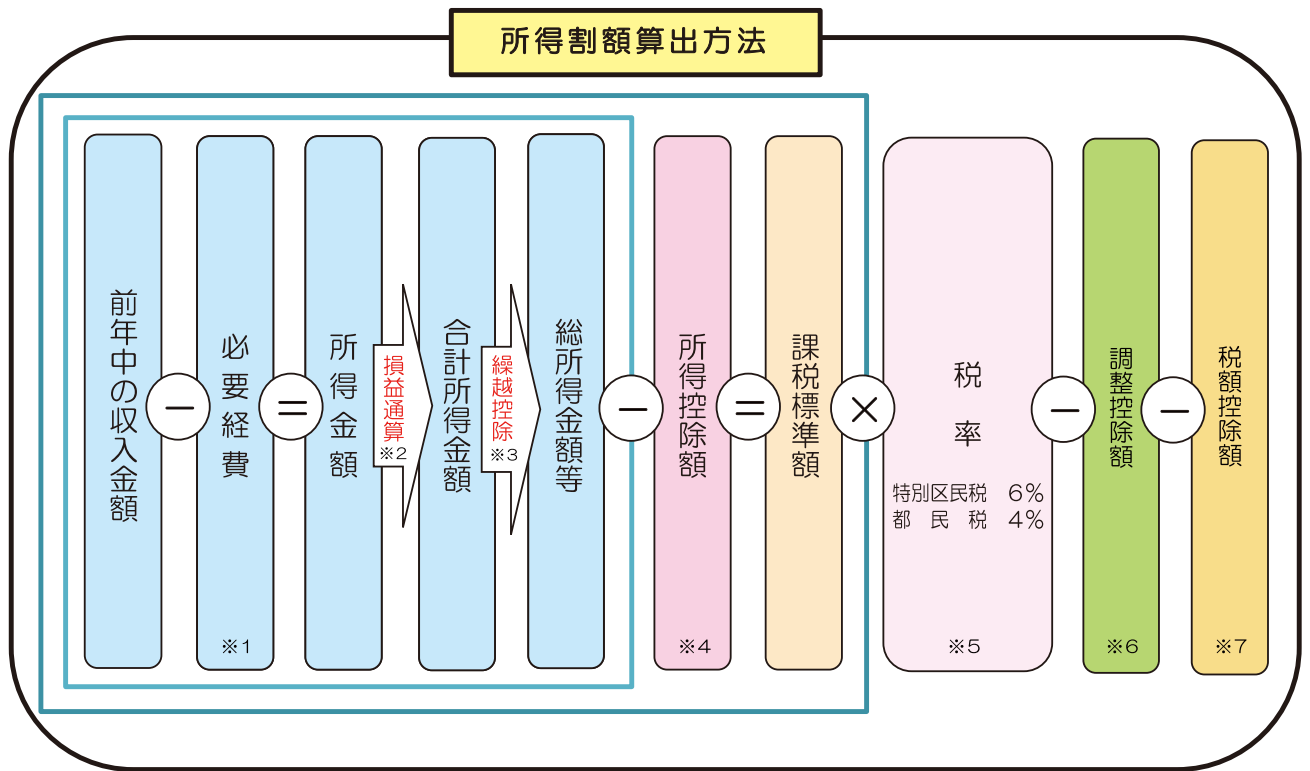 所得割額算出方法
前年中の収入金額
−
必要経費
※1
=
所得金額
損益通算
※2
合計所得金額
繰越控除
※3
総所得金額等
−
所得控除額
※4
=
課税標準額
×
税率
特別区民税 6%
都民税 4%
※5
−
調整控除額
※6
−
税額控除額
※7